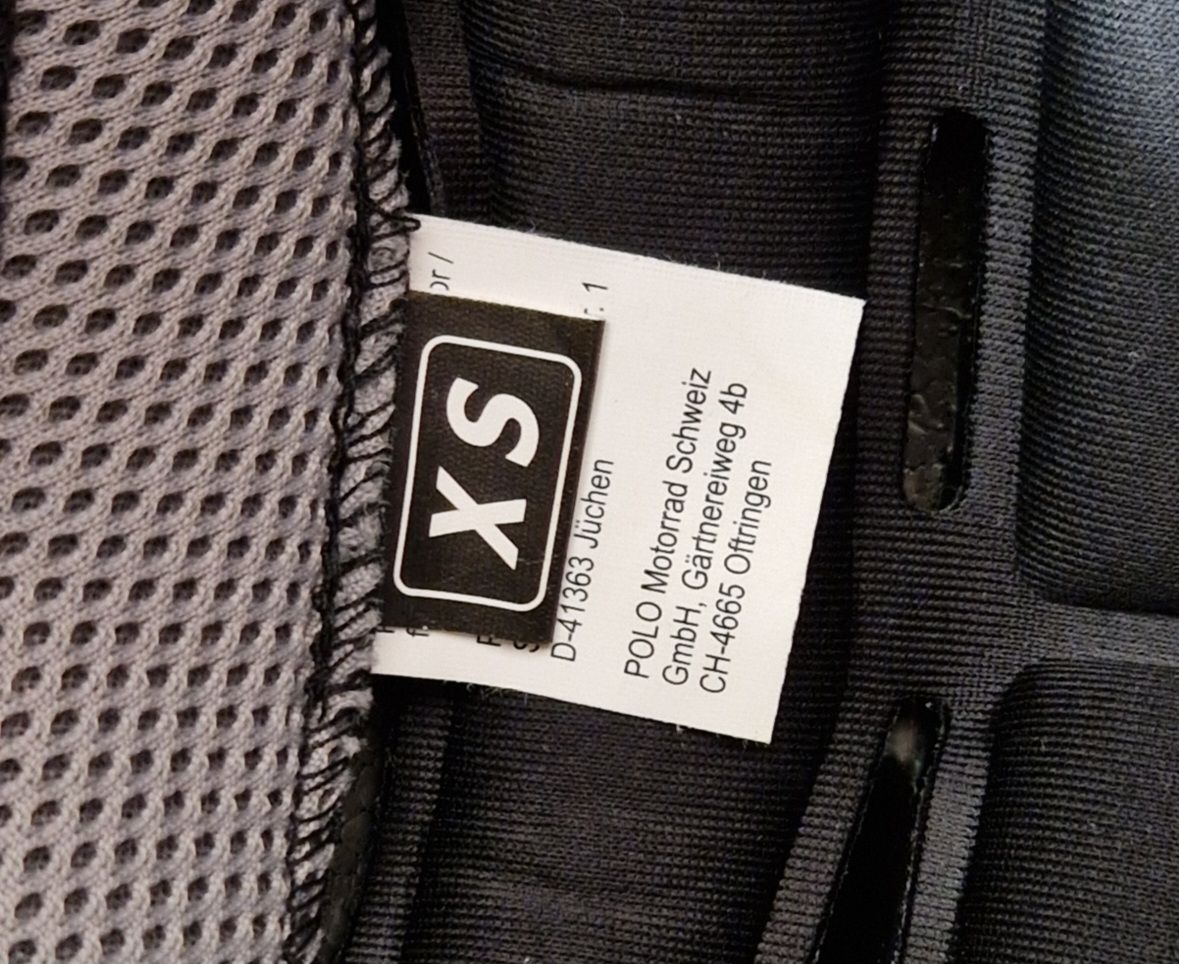 XS
D-41363 Jüchen
POLO Motorrad Schweiz
GmbH, Gärtnereiweg 4b
CH-4665 Oftringen